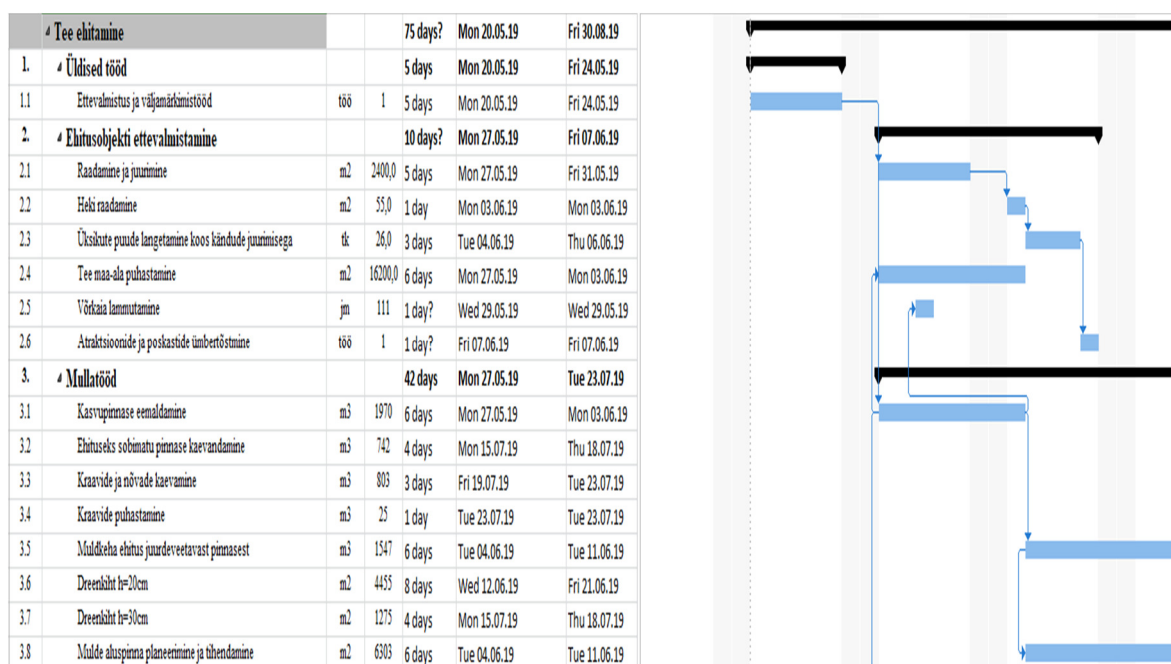 Tee ehitamine 75 days? Mon 20.05.19 Fri 30.08.19
1. Üldised tööd 5 days Mon 20.05.19 Fri 24.05.19
1.1 Ettevalmistus ja väljamärkimistööd töö 1 5 days Mon 20.05.19 Fri 24.05.19
2. Ehitusobjekti ettevalmistamine 10 days? Mon 27.05.19 Fri 07.06.19
2.1 Raadamine ja juurimine m2 2400,0 5 days Mon 27.05.19 Fri 31.05.19
2.2 Heki raadamine m2 55,0 1 day Mon 03.06.19 Mon 03.06.19
2.3 Üksikute puude langetamine koos kändude juurimisega tk 26,0 3 days Tue 04.06.19 Thu 06.06.19
2.4 Tee maa-ala puhastamine m2 16200,0 6 days Mon 27.05.19 Mon 03.06.19
2.5 Võrkaia lammutamine jm 111 1 day? Wed 29.05.19 Wed 29.05.19
2.6 Atraktsioonide ja poskastide ümbertõstmine töö 1 1 day? Fri 07.06.19 Fri 07.06.19
3. Mullatööd 42 days Mon 27.05.19 Tue 23.07.19
3.1 Kasvupinnase eemaldamine m3 1970 6 days Mon 27.05.19 Mon 03.06.19
3.2 Ehituseks sobimatu pinnase kaevandamine m3 742 4 days Mon 15.07.19 Thu 18.07.19
3.3 Kraavide ja nõvade kaevamine m3 803 3 days Fri 19.07.19 Tue 23.07.19
3.4 Kraavide puhastamine m3 25 1 day Tue 23.07.19 Tue 23.07.19
3.5 Muldkeha ehitus juurdeveetavast pinnasest m3 1547 6 days Tue 04.06.19 Tue 11.06.19
3.6 Dreenkiht h=20cm m2 4455 8 days Wed 12.06.19 Fri 21.06.19
3.7 Dreenkiht h=30cm m2 1275 4 days Mon 15.07.19 Thu 18.07.19
3.8 Mulde aluspinna planeerimine ja tihendamine m2 6303 6 days Tue 04.06.19 Tue 11.06.19